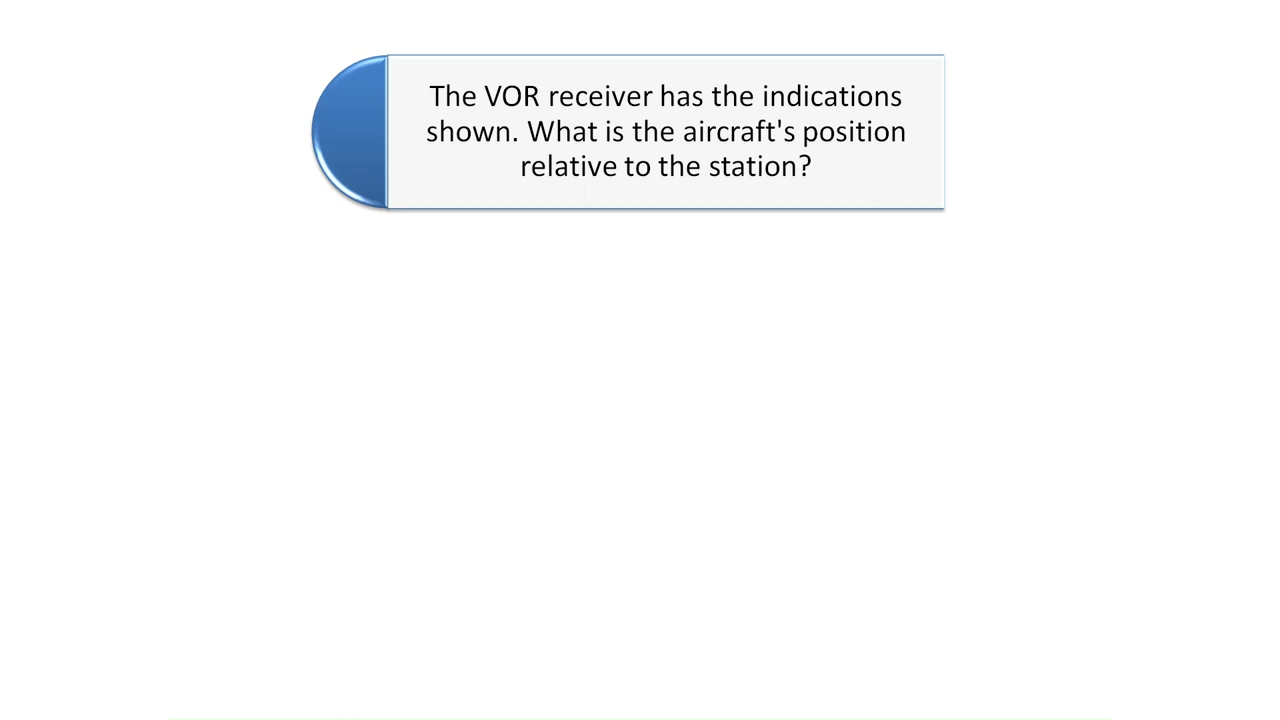 The VOR receiver has the indications
shown. What is the aircraft's position
relative to the station?